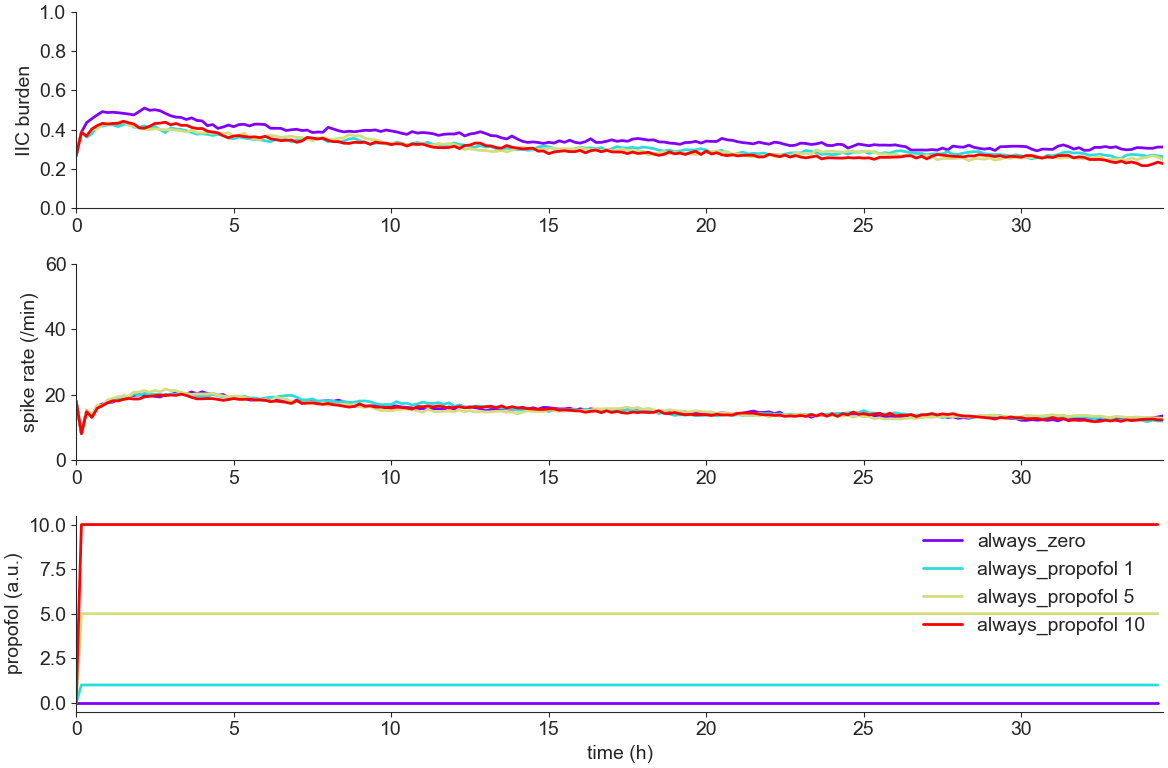 IIC burden
1.0
0.8
0.6
0.4
0.2
0.0
0 5 10 15 20 25 30
spike rate (/min)
60
40
20
0
0 5 10 15 20 25 30
propofol (a.u.)
10.0
7.5
5.0
2.5
0.0
always_zero
always_propofol 1
always_propofol 5
always_propofol 10
0 5 10 15 20 25 30
time (h)